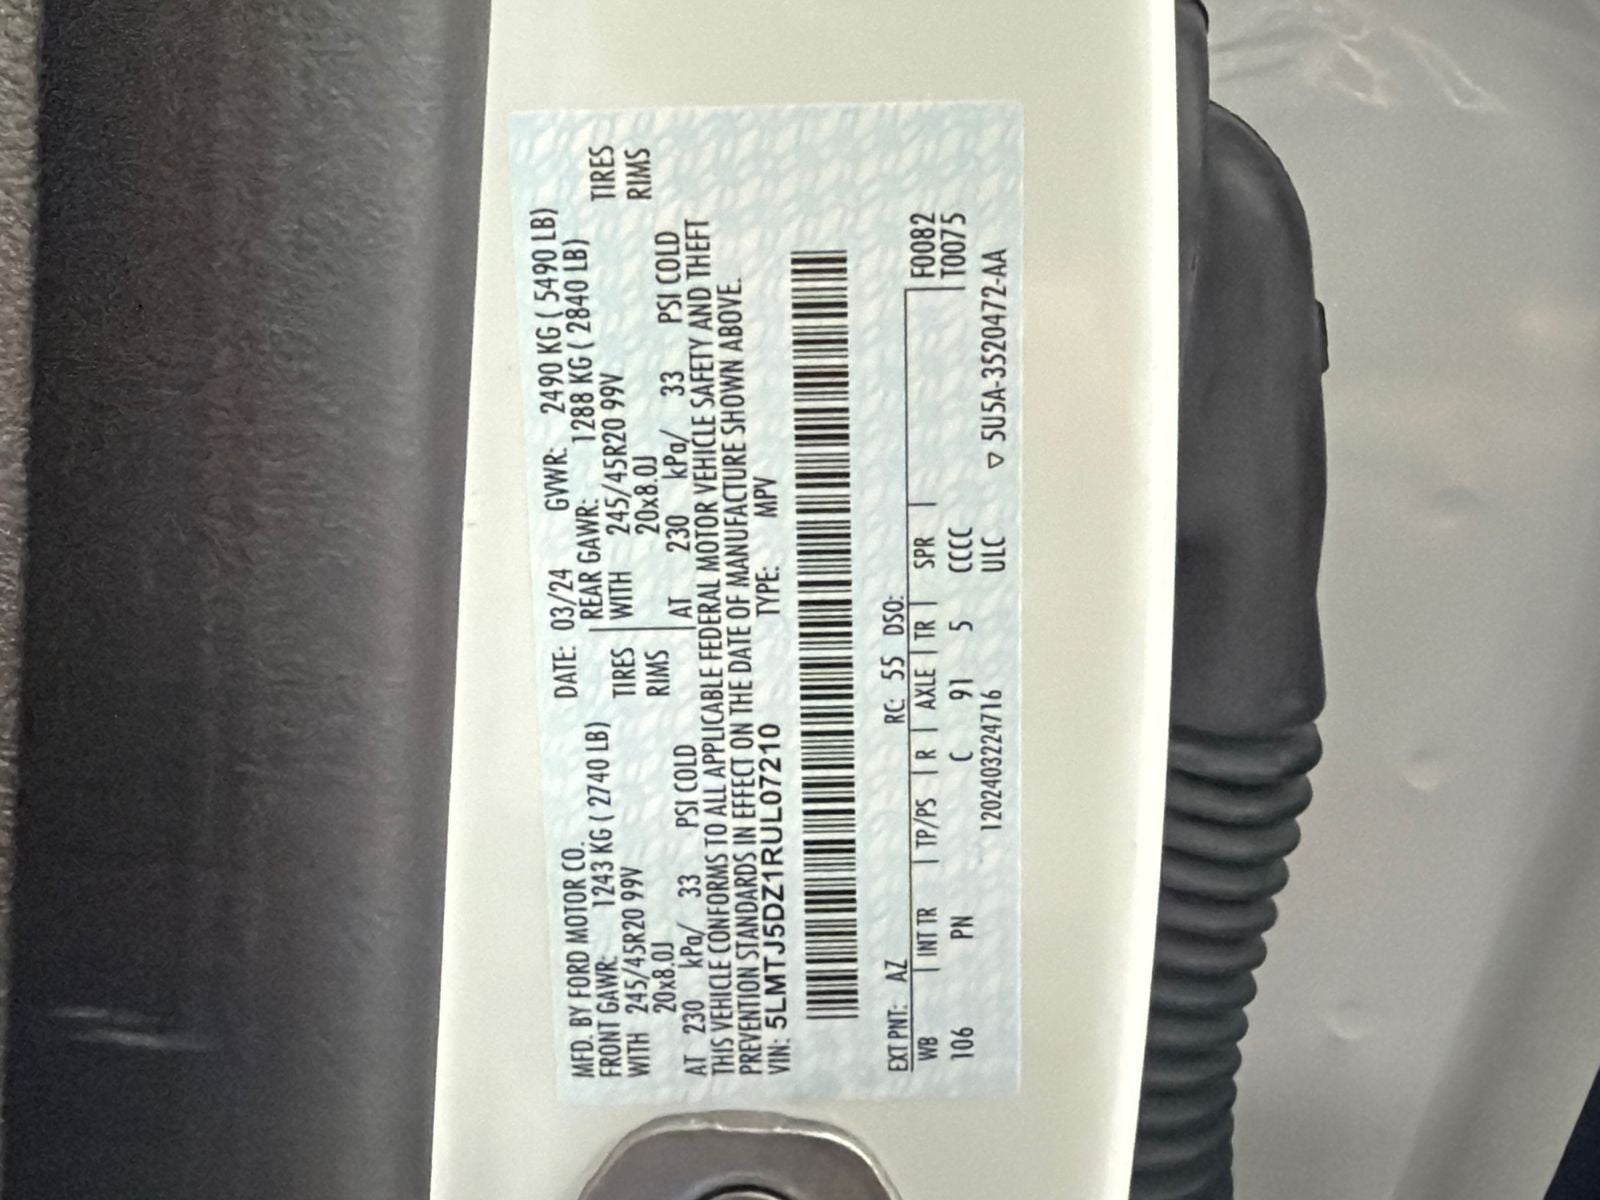 MFD. BY FORD MOTOR CO. DATE: 03/24 GVWR: 2490 KG ( 5490 LB)
FRONT GAWR: 1243 KG ( 2740 LB) REAR GAWR: 1288 KG ( 2840 LB)
WITH 245/45R20 99V TIRES WITH 245/45R20 99V TIRES
20x8.0J RIMS 20x8.0J RIMS
AT 230 kPa/ 33 PSI COLD AT 230 kPa/ 33 PSI COLD
THIS VEHICLE CONFORMS TO ALL APPLICABLE FEDERAL MOTOR VEHICLE SAFETY AND THEFT
PREVENTION STANDARDS IN EFFECT ON THE DATE OF MANUFACTURE SHOWN ABOVE.
VIN: 5LMTJ5DZ1RUL07210 TYPE: MPV
EXT PNT: AZ RC: 55 DSO: F0082
WB INT TR TP/PS R AXLE TR SPR T0075
106 PN C 91 5 CCCC
1202403224716 ULC ▽ 5U5A-3520472-AA